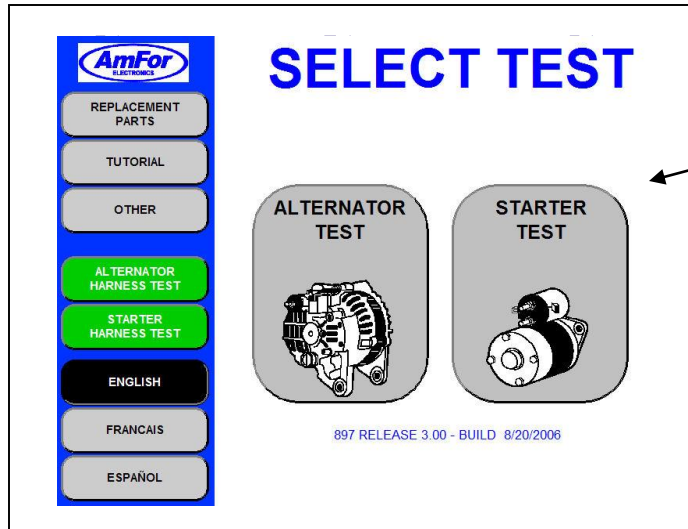 AmFor
ELECTRONICS
SELECT TEST
REPLACEMENT
PARTS
TUTORIAL
OTHER
ALTERNATOR
HARNESS TEST
STARTER
HARNESS TEST
ENGLISH
FRANCAIS
ESPAÑOL
ALTERNATOR
TEST
STARTER
TEST
897 RELEASE 3.00 - BUILD 8/20/2006